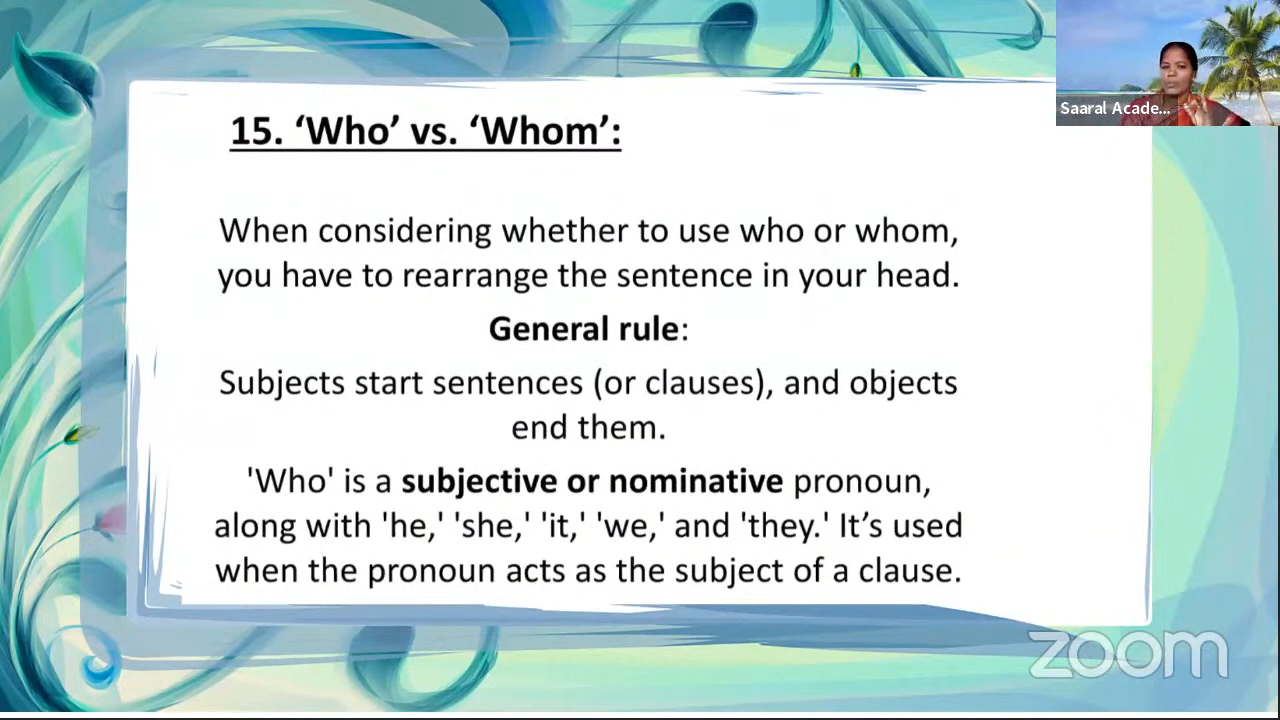 15. ‘Who’ vs. ‘Whom’:
Saaral Acade...
When considering whether to use who or whom,
you have to rearrange the sentence in your head.
General rule:
Subjects start sentences (or clauses), and objects
end them.
'Who' is a subjective or nominative pronoun,
along with 'he,' 'she,' 'it,' 'we,' and 'they.' It’s used
when the pronoun acts as the subject of a clause.
zoom